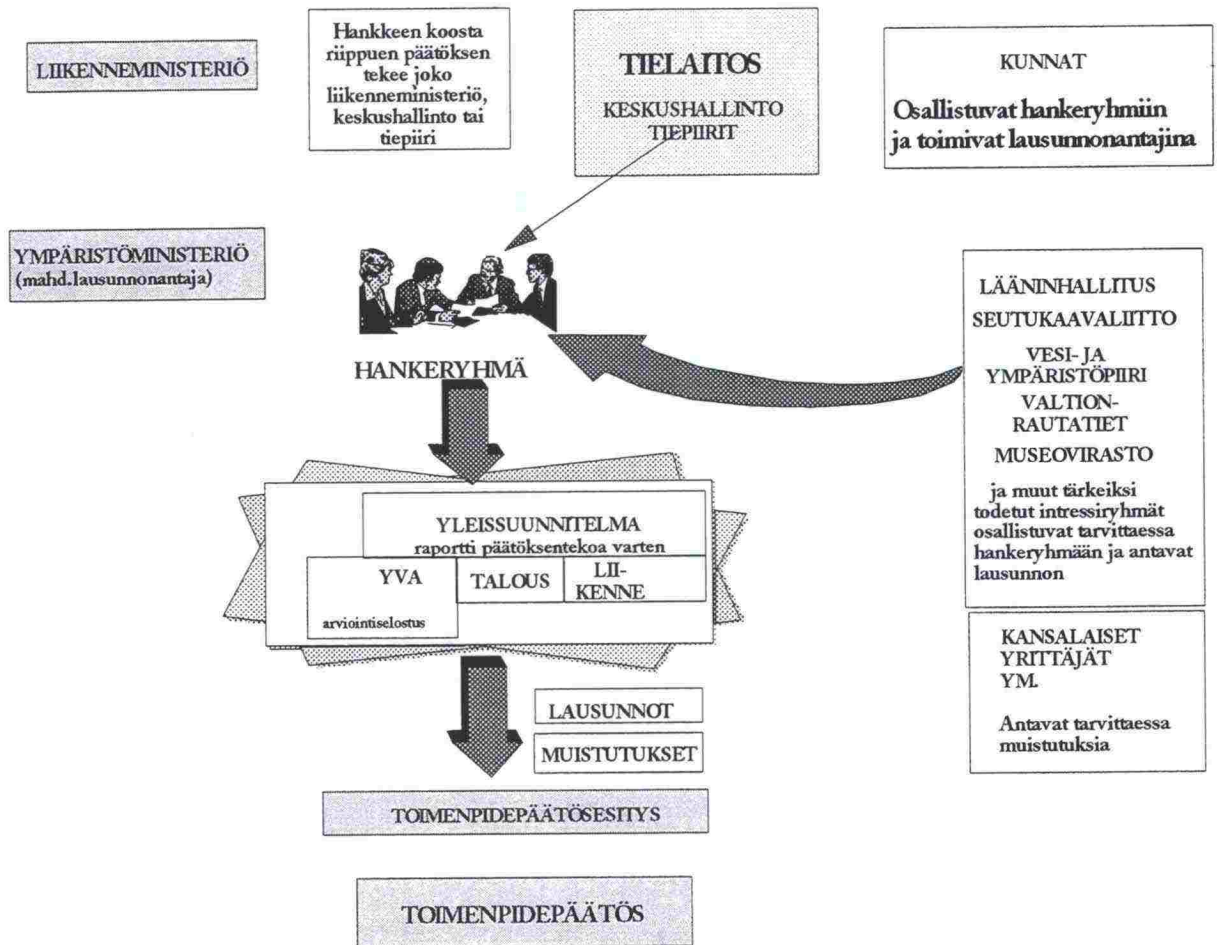 LIIKENNEMINISTERIÖ
Hankkeen koosta
riippuen päätöksen
tekee joko
liikenneministeriö,
keskushallinto tai
tiepiiri
TIELAITOS
KESKUSHALLINTO
TIEPIIRIT
KUNNAT
Osallistuvat hankeryhmiin
ja toimivat lausunnonantajina
YMPÄRISTÖMINISTERIÖ
(mahd.lausunnonantaja)
HANKERYHMÄ
LÄÄNINHALLITUS
SEUTUKAAVALIITTO
VESI- JA
YMPÄRISTÖPIIRI
VALTION-
RAUTATIET
MUSEOVIRASTO
ja muut tärkeiksi
todetut intressiryhmät
osallistuvat tarvittaessa
hankeryhmään ja antavat
lausunnon
YLEISSUUNNITELMA
raportti päätöksentekoa varten
YVA
arviointiselostus
TALOUS
LII-
KENNE
KANSALAISET
YRITTÄJÄT
YM.
Antavat tarvittaessa
muistutuksia
LAUSUNNOT
MUISTUTUKSET
TOIMENPIDEPÄÄTÖSESITYS
TOIMENPIDEPÄÄTÖS